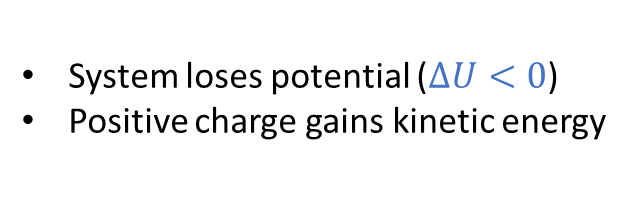 • System loses potential (ΔU < 0)
• Positive charge gains kinetic energy